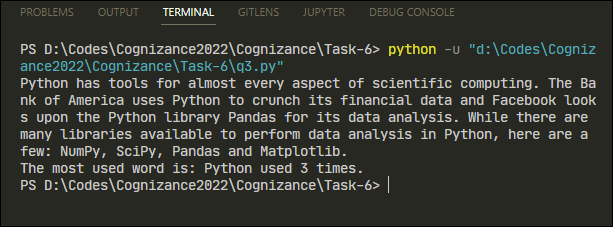 PROBLEMS OUTPUT TERMINAL GITLENS JUPYTER DEBUG CONSOLE
PS D:\Codes\Cognizance2022\Cognizance\Task-6> python -u "d:\Codes\Cogniz
ance2022\Cognizance\Task-6\q3.py"
Python has tools for almost every aspect of scientific computing. The Ba
nk of America uses Python to crunch its financial data and Facebook look
s upon the Python library Pandas for its data analysis. While there are
many libraries available to perform data analysis in Python, here are a
few: NumPy, SciPy, Pandas and Matplotlib.
The most used word is: Python used 3 times.
PS D:\Codes\Cognizance2022\Cognizance\Task-6>